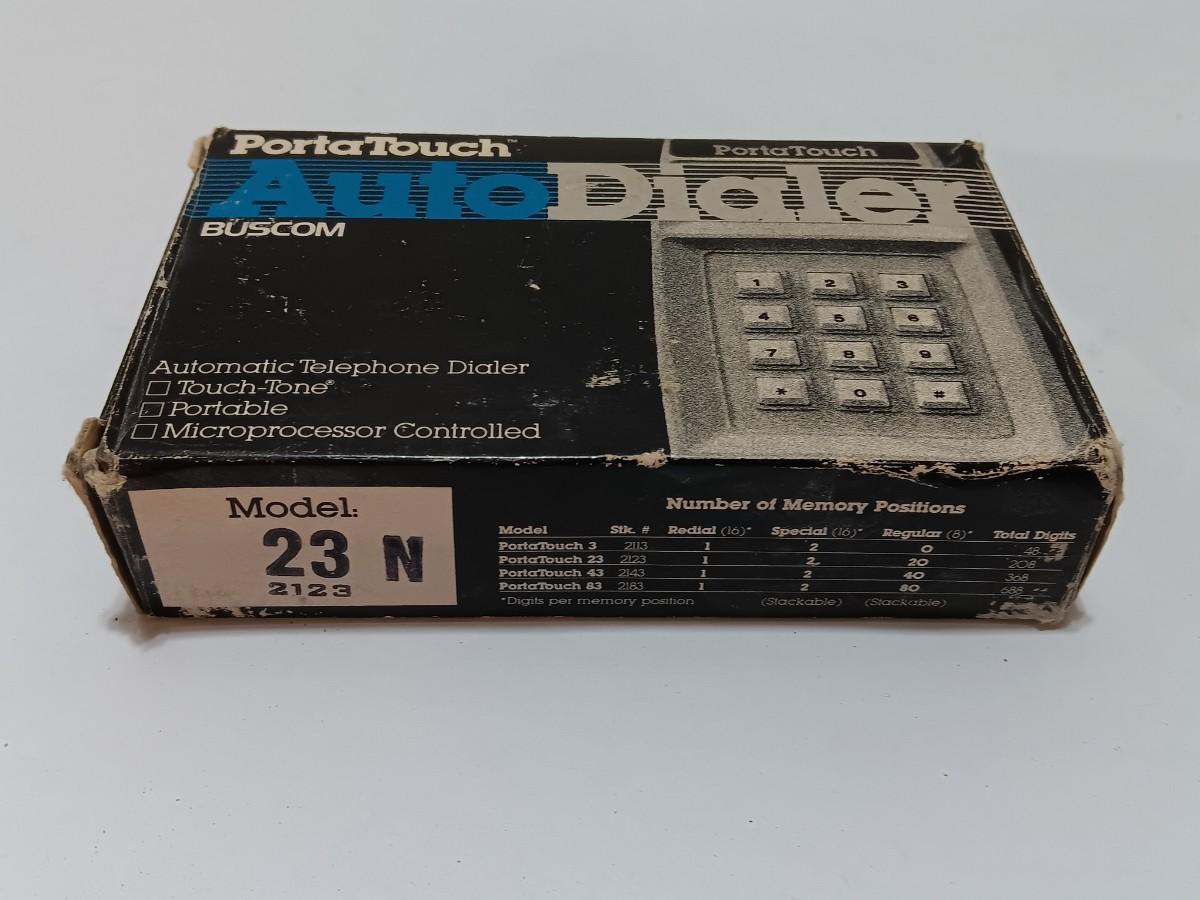 PortaTouch™
PortaTouch
AutoDialer
BUSCOM
1 2 3
4 5 6
7 8 9
* 0 #
Automatic Telephone Dialer
□ Touch-Tone®
□ Portable
□ Microprocessor Controlled
Model:
23 N
2123
Number of Memory Positions
Model Stk. # Redial (16)* Special (16)* Regular (8)* Total Digits
PortaTouch 3 2113 1 2 0 48
PortaTouch 23 2123 1 2 20 208
PortaTouch 43 2143 1 2 40 368
PortaTouch 83 2183 1 2 80 688
*Digits per memory position (Stackable) (Stackable)